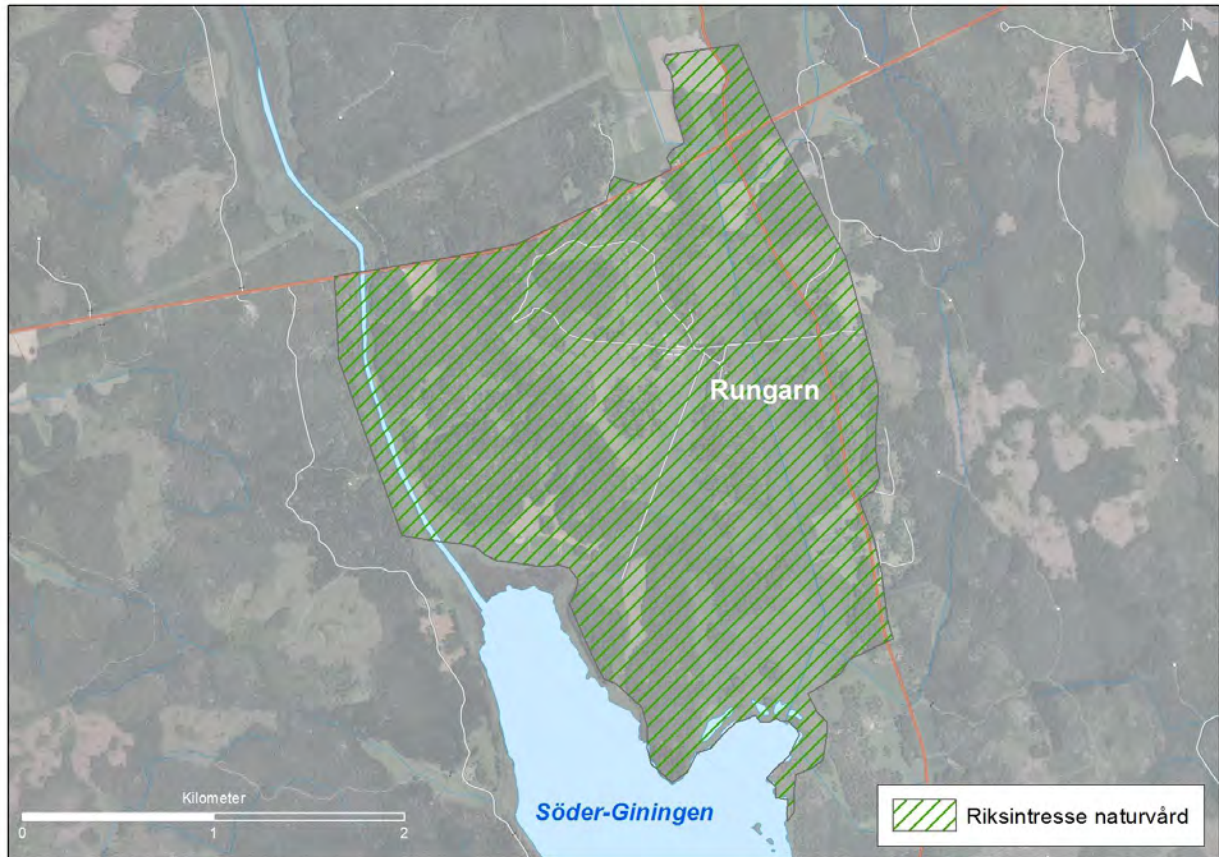 N
Rungarn
Kilometer
0 1 2
Söder-Giningen
Riksintresse naturvård